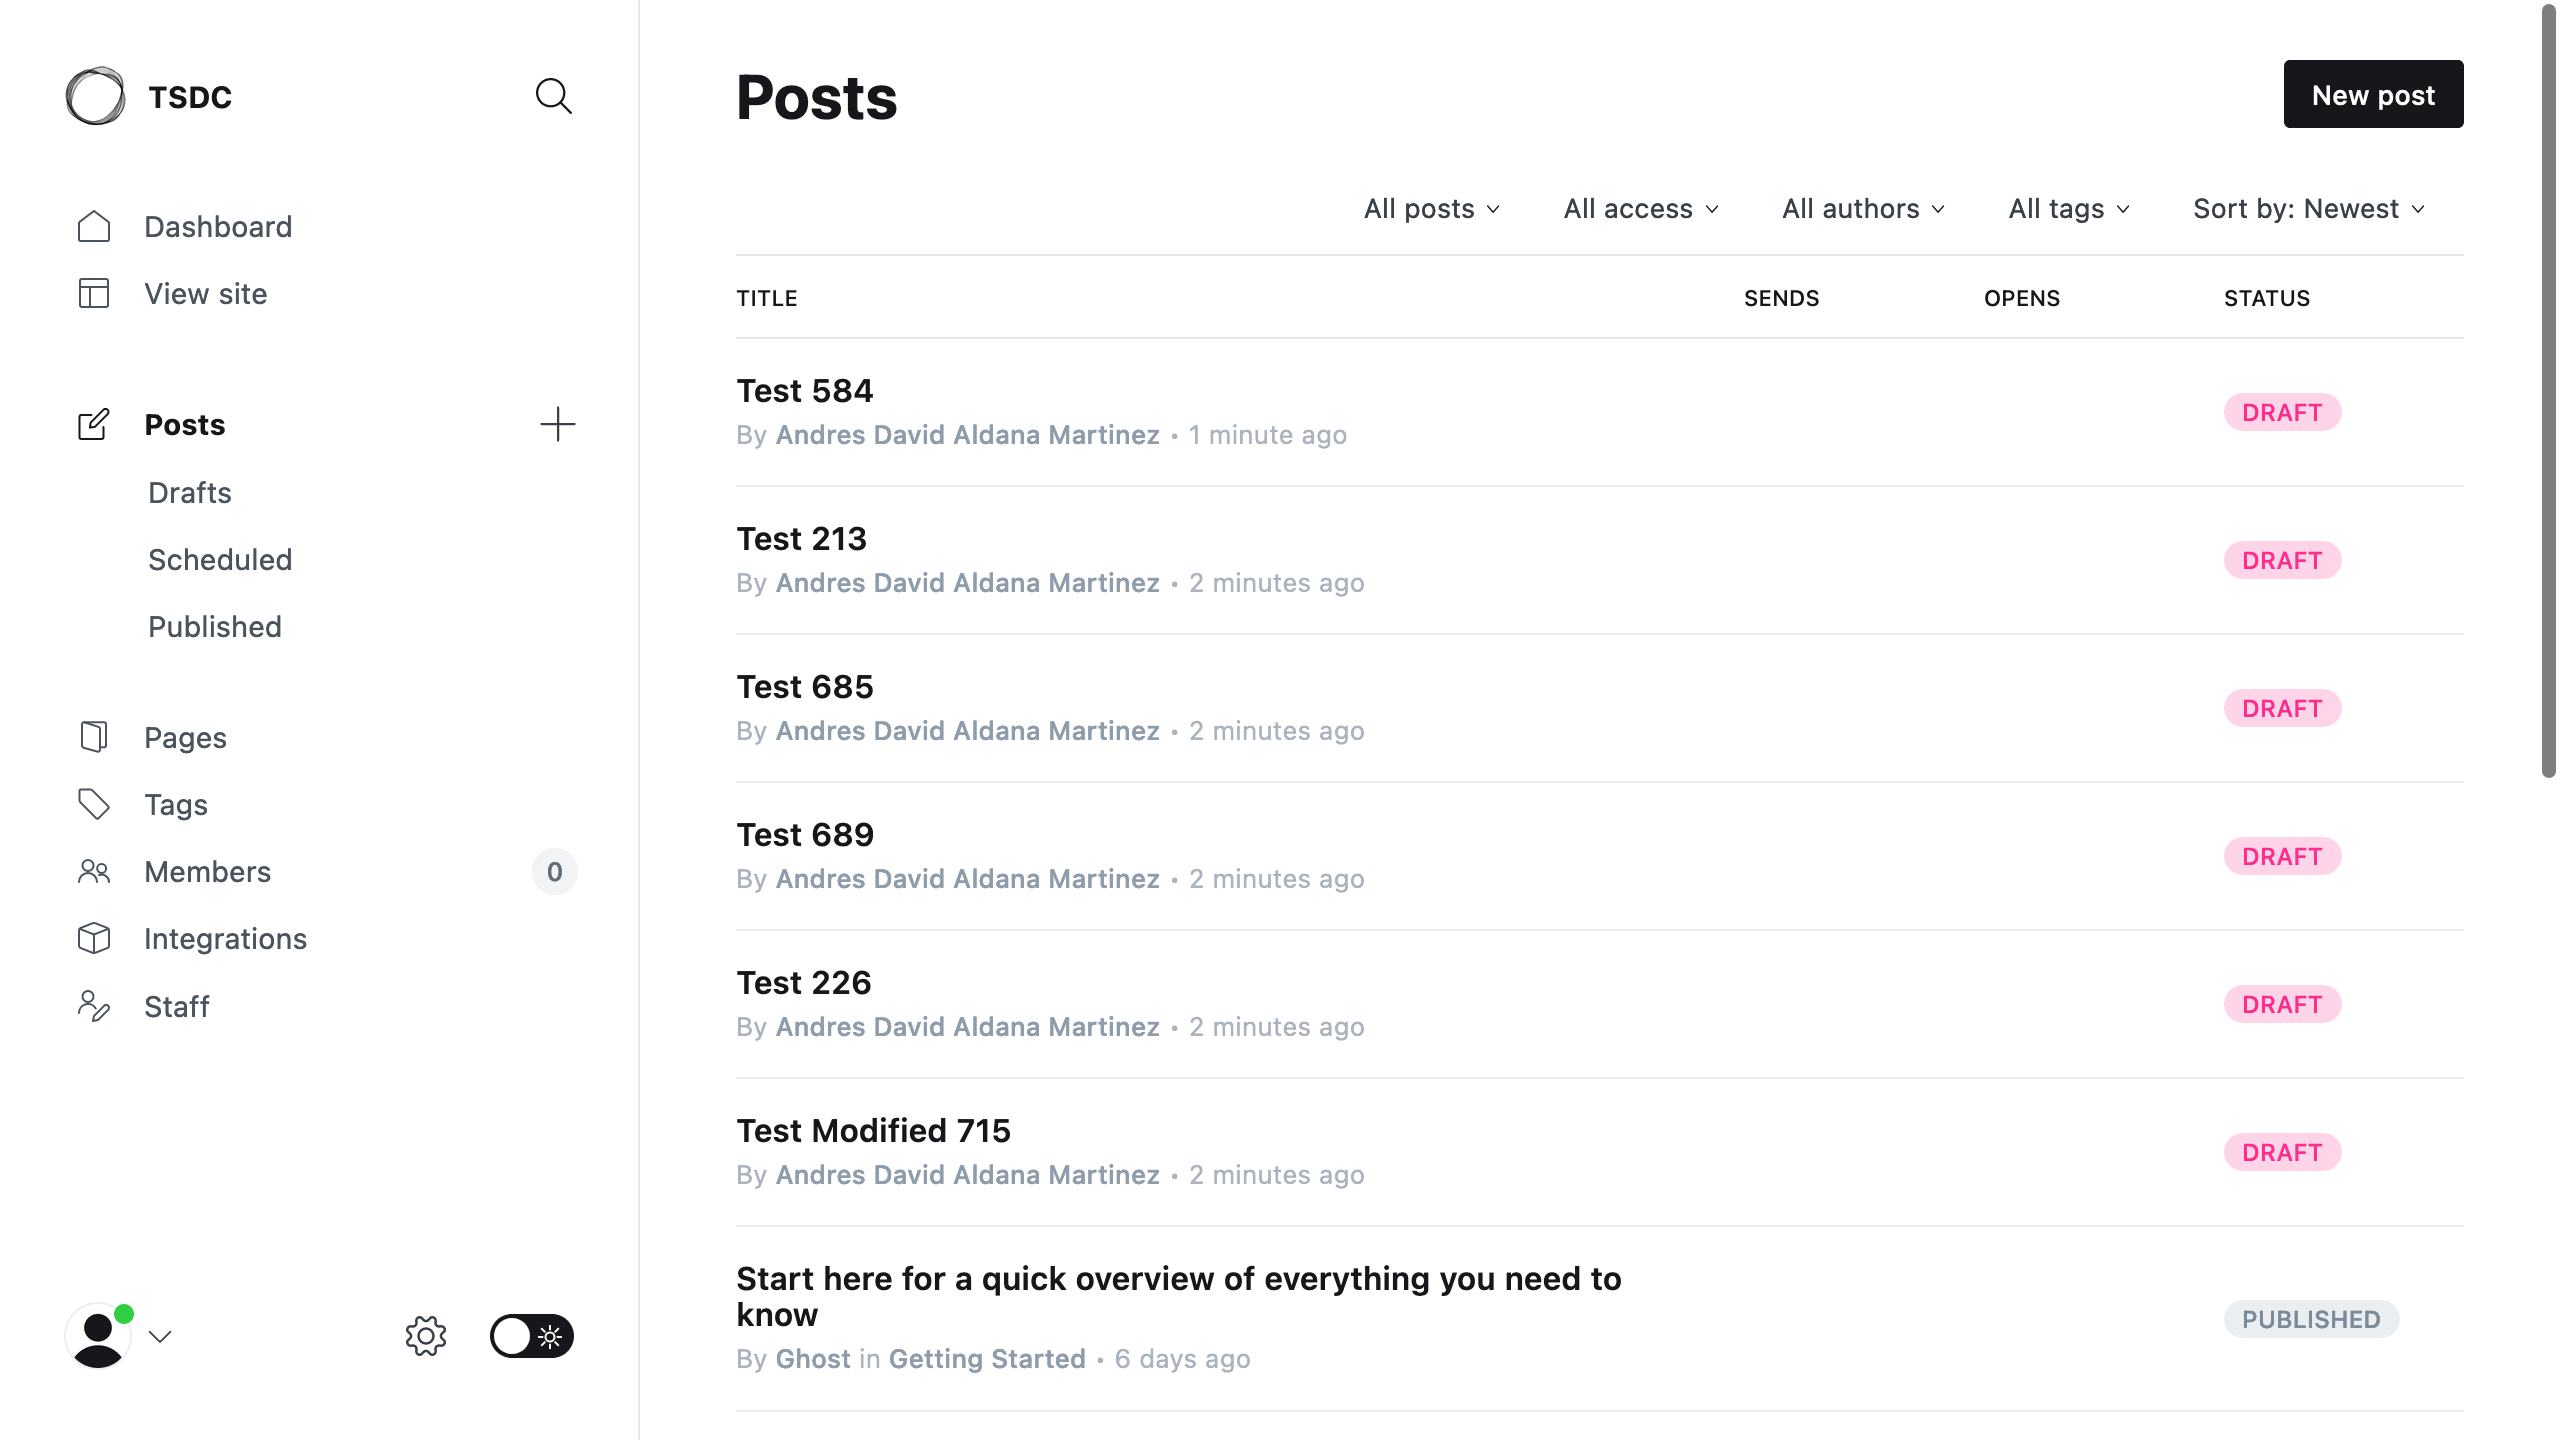 TSDC
Dashboard
View site
Posts
Drafts
Scheduled
Published
Pages
Tags
Members 0
Integrations
Staff
Posts
New post
All posts All access All authors All tags Sort by: Newest
TITLE SENDS OPENS STATUS
Test 584
By Andres David Aldana Martinez • 1 minute ago
DRAFT
Test 213
By Andres David Aldana Martinez • 2 minutes ago
DRAFT
Test 685
By Andres David Aldana Martinez • 2 minutes ago
DRAFT
Test 689
By Andres David Aldana Martinez • 2 minutes ago
DRAFT
Test 226
By Andres David Aldana Martinez • 2 minutes ago
DRAFT
Test Modified 715
By Andres David Aldana Martinez • 2 minutes ago
DRAFT
Start here for a quick overview of everything you need to
know
By Ghost in Getting Started • 6 days ago
PUBLISHED